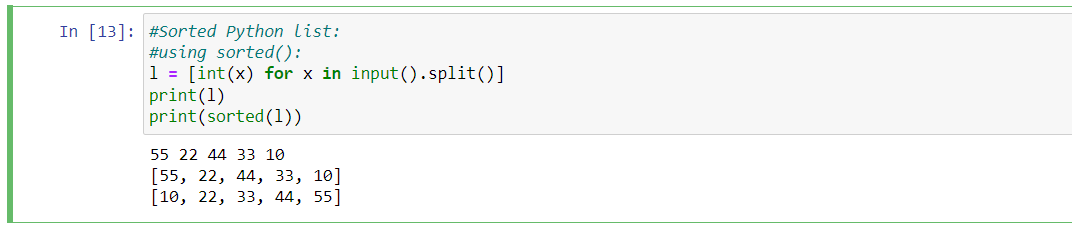 In [13]: #Sorted Python list:
#using sorted():
l = [int(x) for x in input().split()]
print(l)
print(sorted(l))
55 22 44 33 10
[55, 22, 44, 33, 10]
[10, 22, 33, 44, 55]